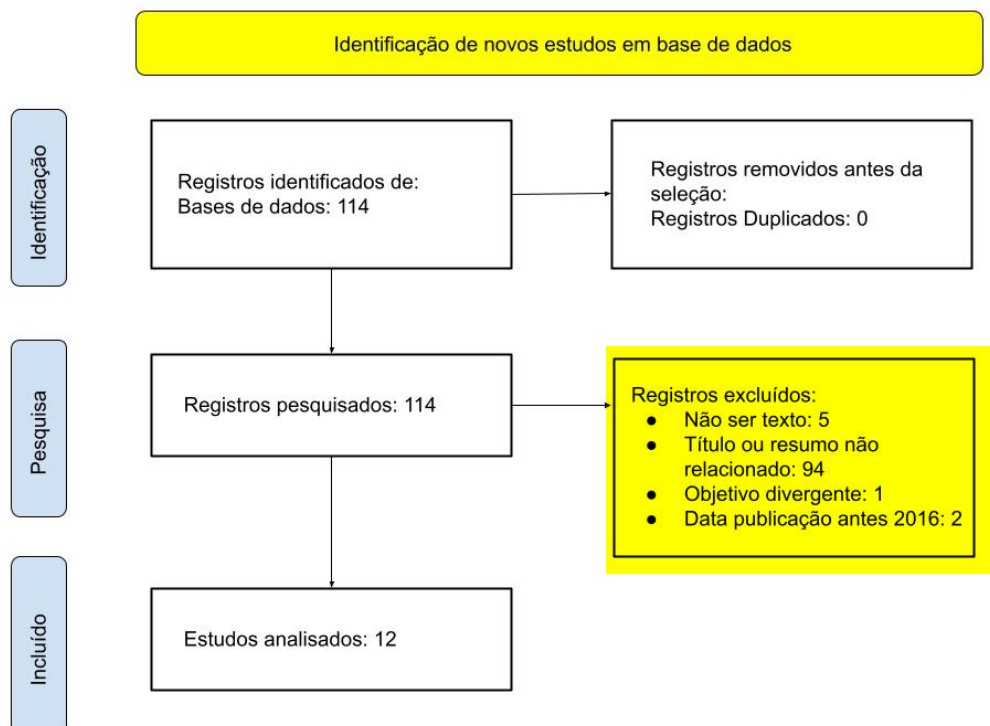 Identificação de novos estudos em base de dados
Identificação
Registros identificados de:
Bases de dados: 114
Registros removidos antes da
seleção:
Registros Duplicados: 0
Pesquisa
Registros pesquisados: 114
Registros excluídos:
● Não ser texto: 5
● Título ou resumo não
relacionado: 94
● Objetivo divergente: 1
● Data publicação antes 2016: 2
Incluído
Estudos analisados: 12